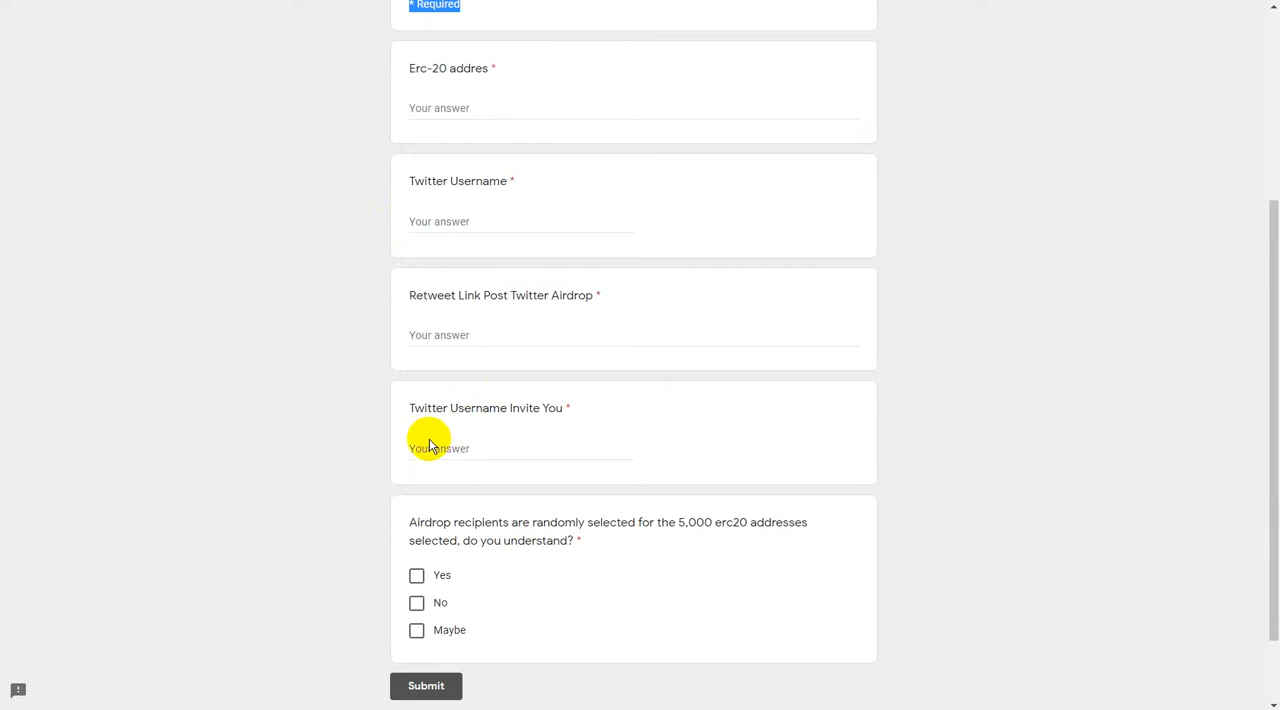 * Required
Erc-20 addres *
Your answer
Twitter Username *
Your answer
Retweet Link Post Twitter Airdrop *
Your answer
Twitter Username Invite You *
Your answer
Airdrop recipients are randomly selected for the 5,000 erc20 addresses
selected, do you understand? *
Yes
No
Maybe
Submit